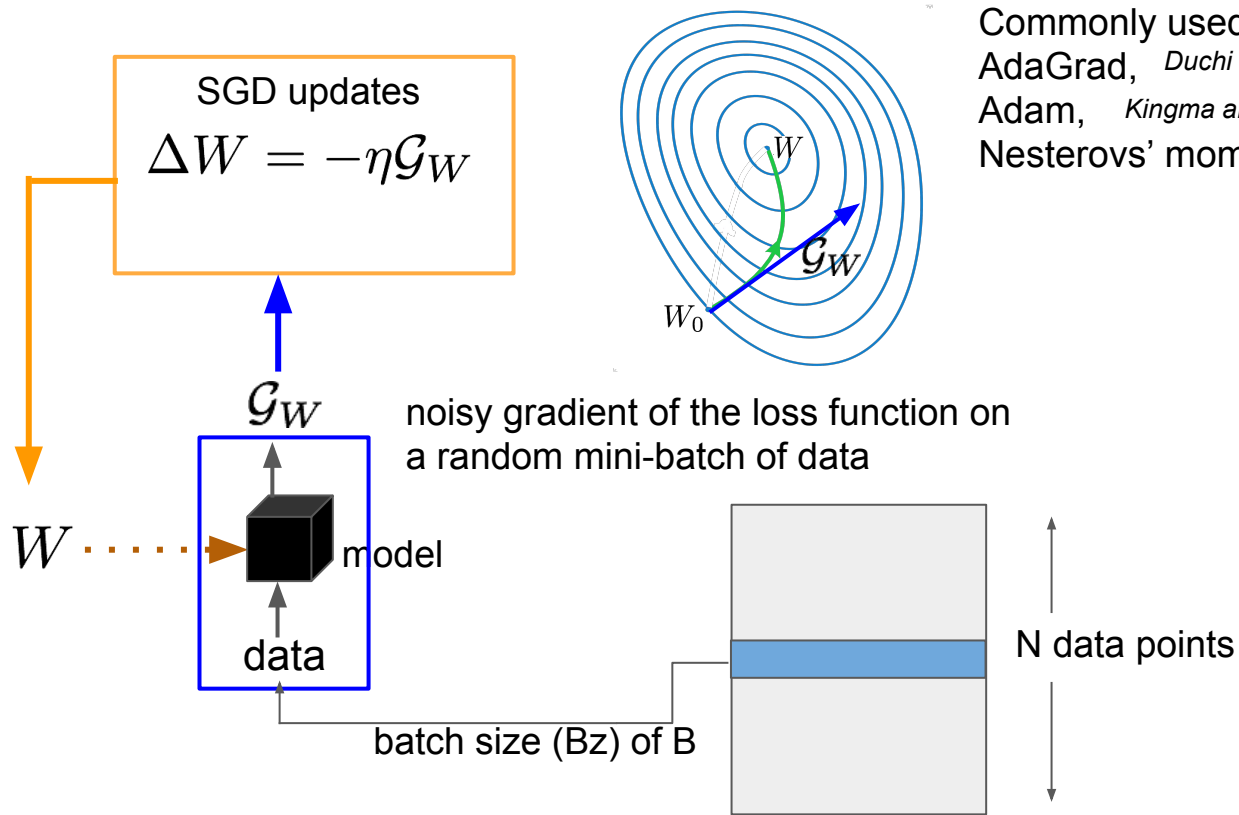 SGD updates
ΔW = −η𝒢_W
Commonly used
AdaGrad, Duchi
Adam, Kingma a
Nesterovs' mom
W
𝒢_W
W₀
𝒢_W
noisy gradient of the loss function on
a random mini-batch of data
W
model
data
batch size (Bz) of B
N data points